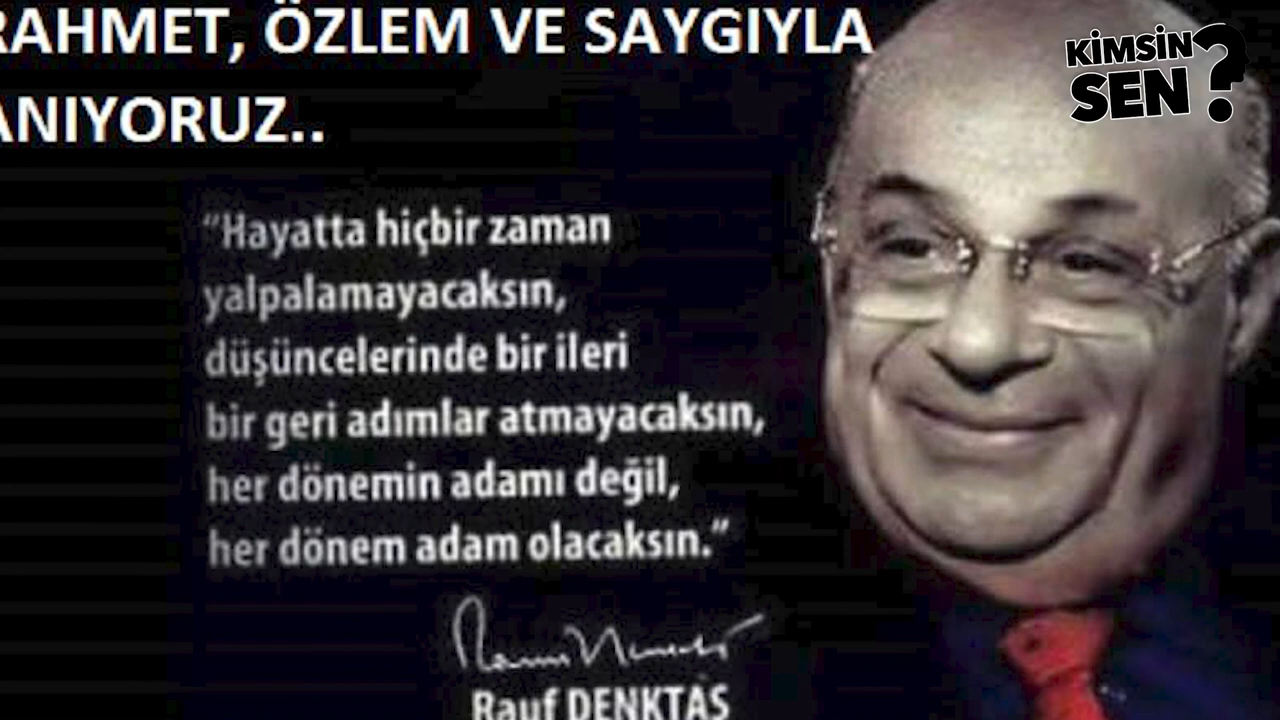 RAHMET, ÖZLEM VE SAYGIYLA
ANIYORUZ..
KİMSİN
SEN?
“Hayatta hiçbir zaman
yalpalamayacaksın,
düşüncelerinde bir ileri
bir geri adımlar atmayacaksın,
her dönemin adamı değil,
her dönem adam olacaksın.”
Rauf DENKTAŞ